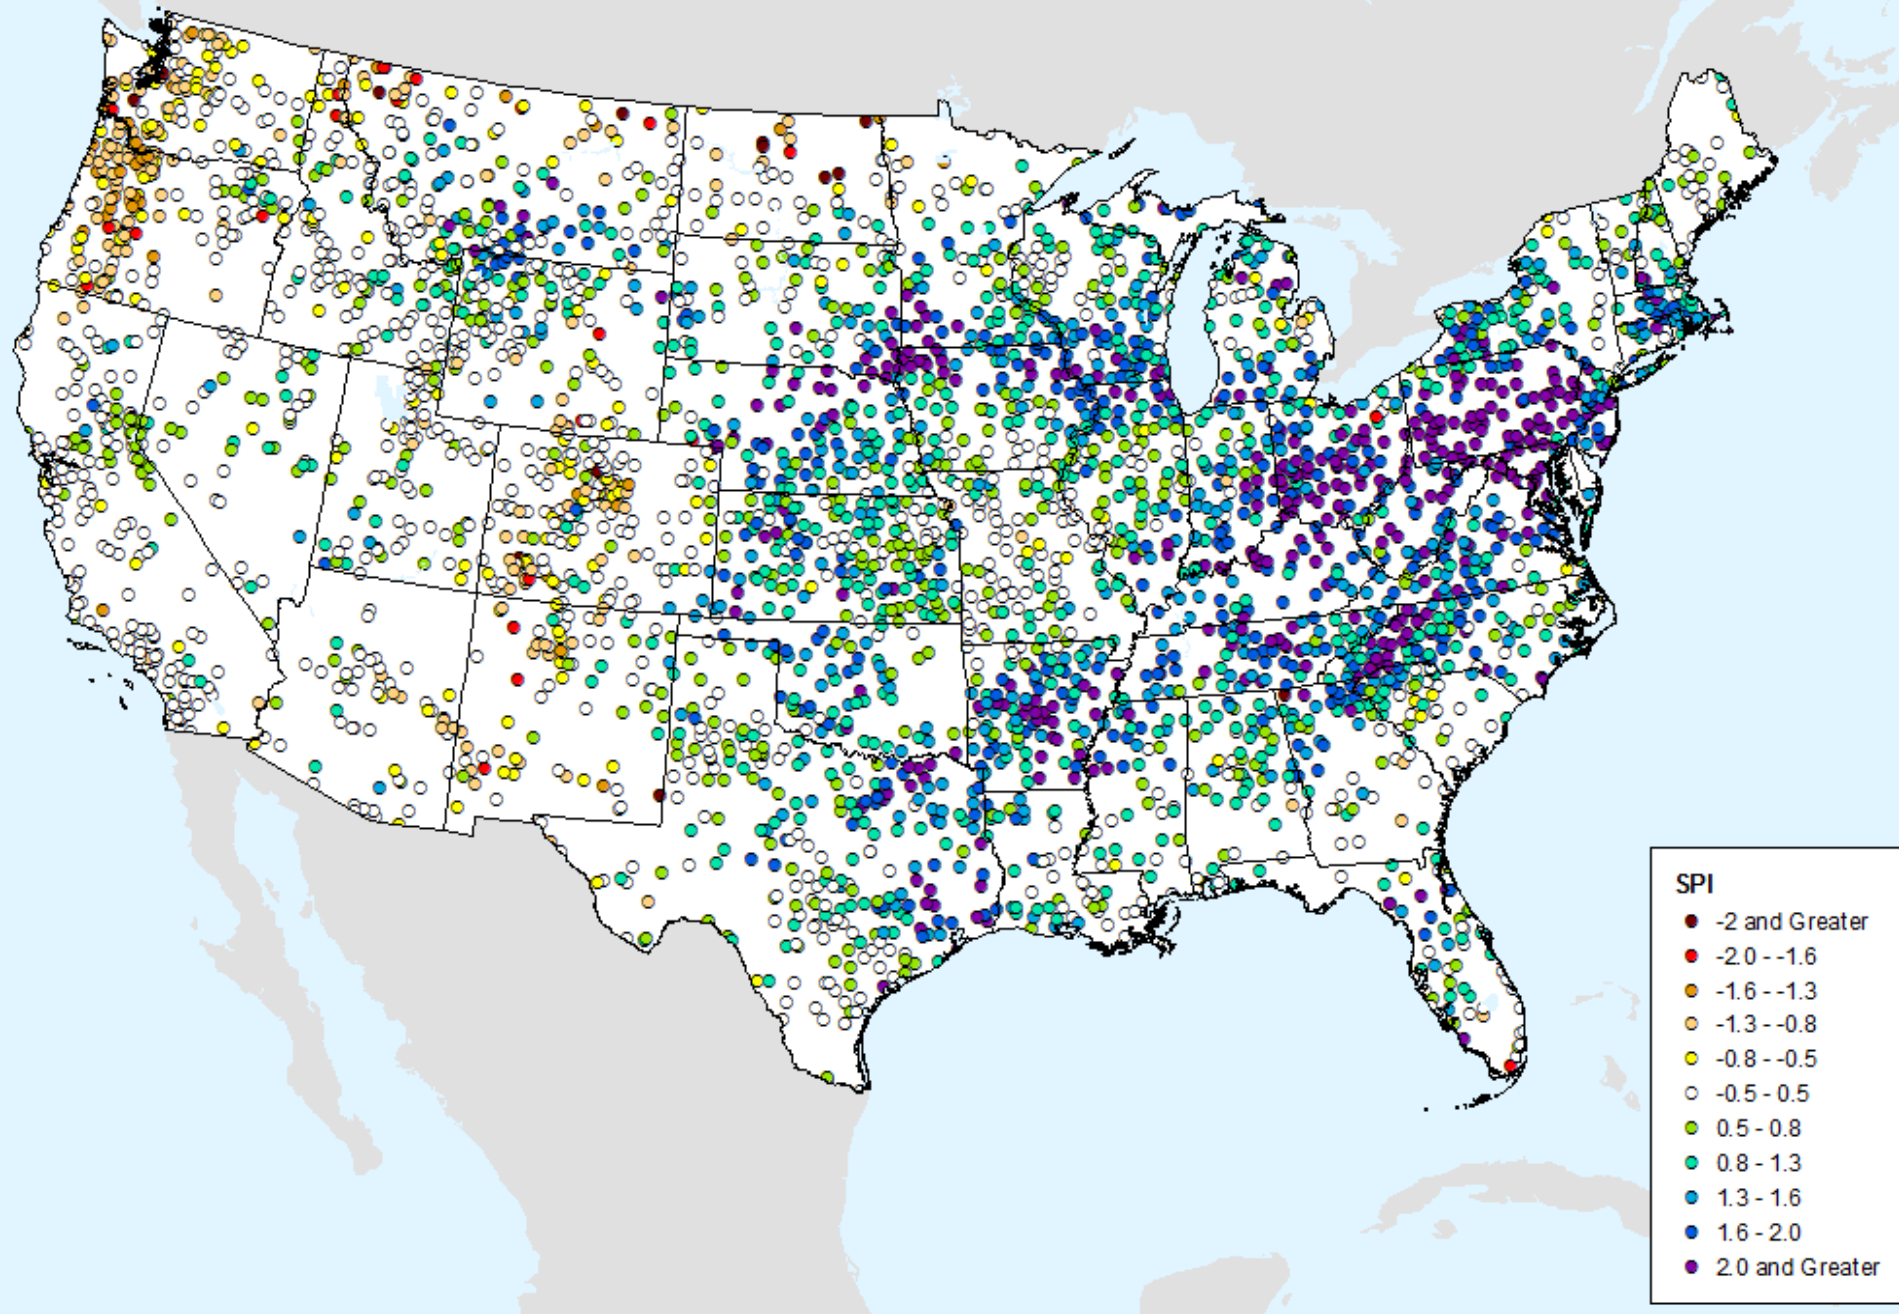 SPI
-2 and Greater
-2.0 - -1.6
-1.6 - -1.3
-1.3 - -0.8
-0.8 - -0.5
-0.5 - 0.5
0.5 - 0.8
0.8 - 1.3
1.3 - 1.6
1.6 - 2.0
2.0 and Greater